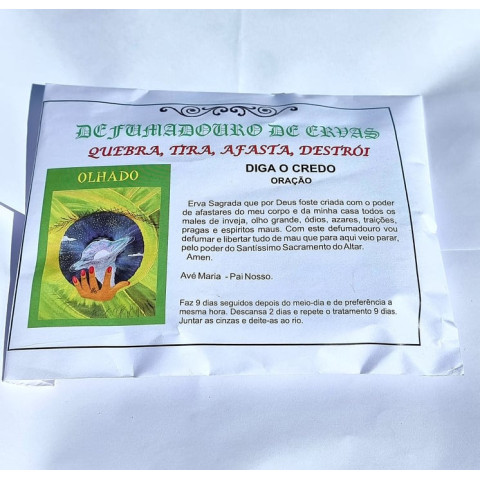 DEFUMADOURO DE ERVAS
QUEBRA, TIRA, AFASTA, DESTRÓI
OLHADO
DIGA O CREDO
ORAÇÃO
Erva Sagrada que por Deus foste criada com o poder
de afastares do meu corpo e da minha casa todos os
males de inveja, olho grande, ódios, azares, traições,
pragas e espiritos maus. Com este defumadouro vou
defumar e libertar tudo de mau que para aqui veio parar,
pelo poder do Santíssimo Sacramento do Altar.
Amen.
Avé Maria - Pai Nosso.
Faz 9 dias seguidos depois do meio-dia e de preferência a
mesma hora. Descansa 2 dias e repete o tratamento 9 dias.
Juntar as cinzas e deite-as ao rio.